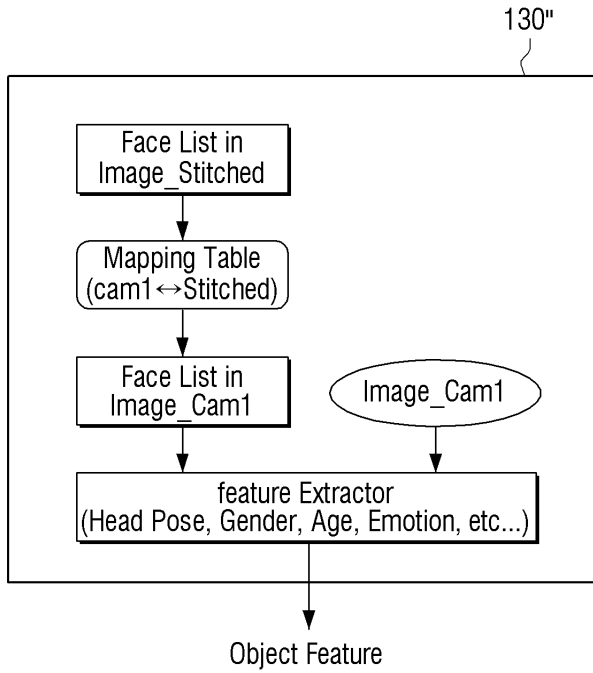 130"
Face List in
Image_Stitched
Mapping Table
(cam1↔Stitched)
Face List in
Image_Cam1
Image_Cam1
feature Extractor
(Head Pose, Gender, Age, Emotion, etc...)
Object Feature